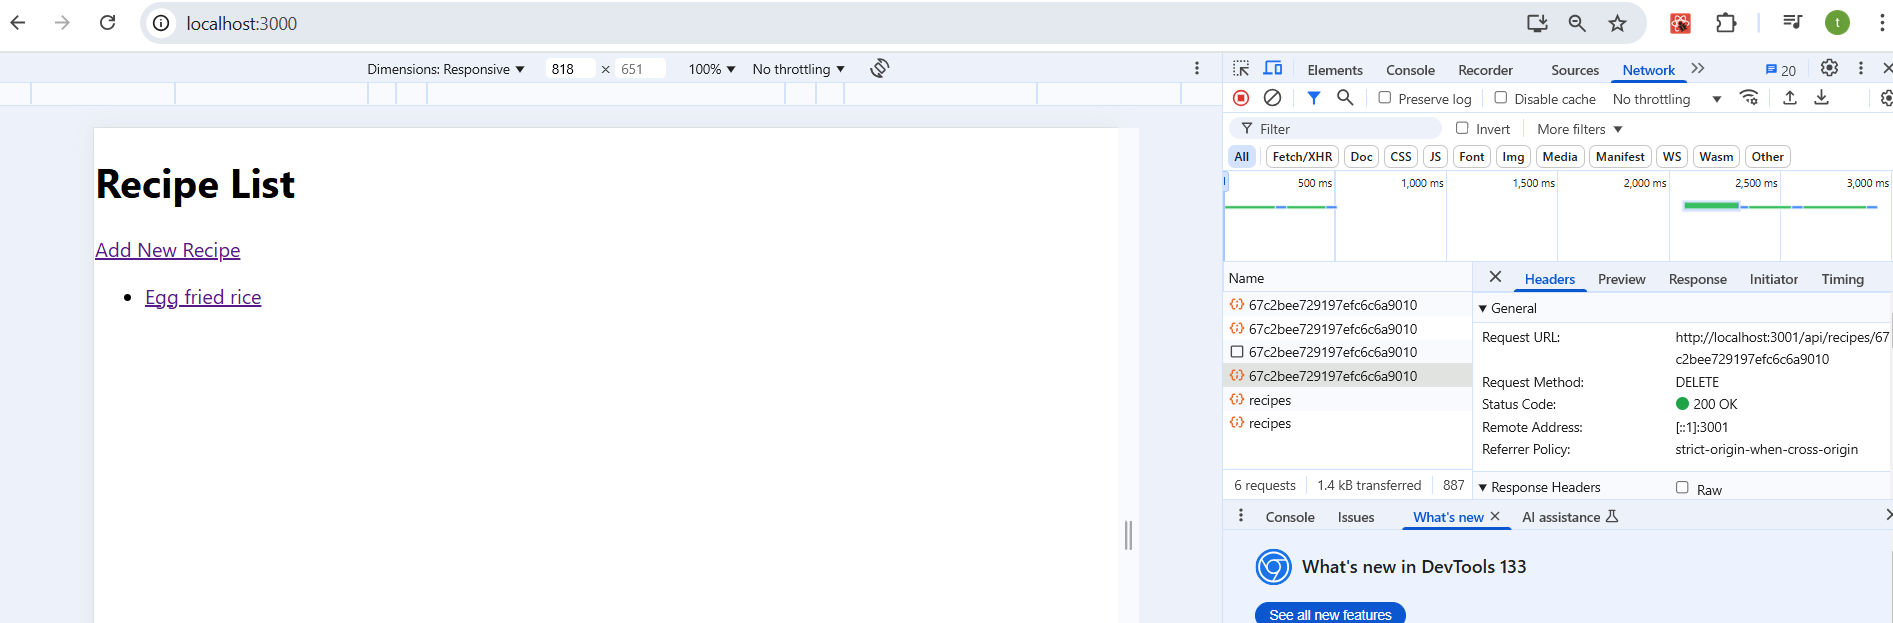 localhost:3000
t
Dimensions: Responsive 818 × 651 100% No throttling
Elements Console Recorder Sources Network 20
Preserve log Disable cache No throttling
Filter Invert More filters
All Fetch/XHR Doc CSS JS Font Img Media Manifest WS Wasm Other
500 ms 1,000 ms 1,500 ms 2,000 ms 2,500 ms 3,000 ms
Recipe List
Add New Recipe
Egg fried rice
Name
67c2bee729197efc6c6a9010
67c2bee729197efc6c6a9010
67c2bee729197efc6c6a9010
67c2bee729197efc6c6a9010
recipes
recipes
6 requests 1.4 kB transferred 887
Headers Preview Response Initiator Timing
General
Request URL: http://localhost:3001/api/recipes/67
c2bee729197efc6c6a9010
Request Method: DELETE
Status Code: 200 OK
Remote Address: [::1]:3001
Referrer Policy: strict-origin-when-cross-origin
Response Headers Raw
Console Issues What's new AI assistance
What's new in DevTools 133
See all new features